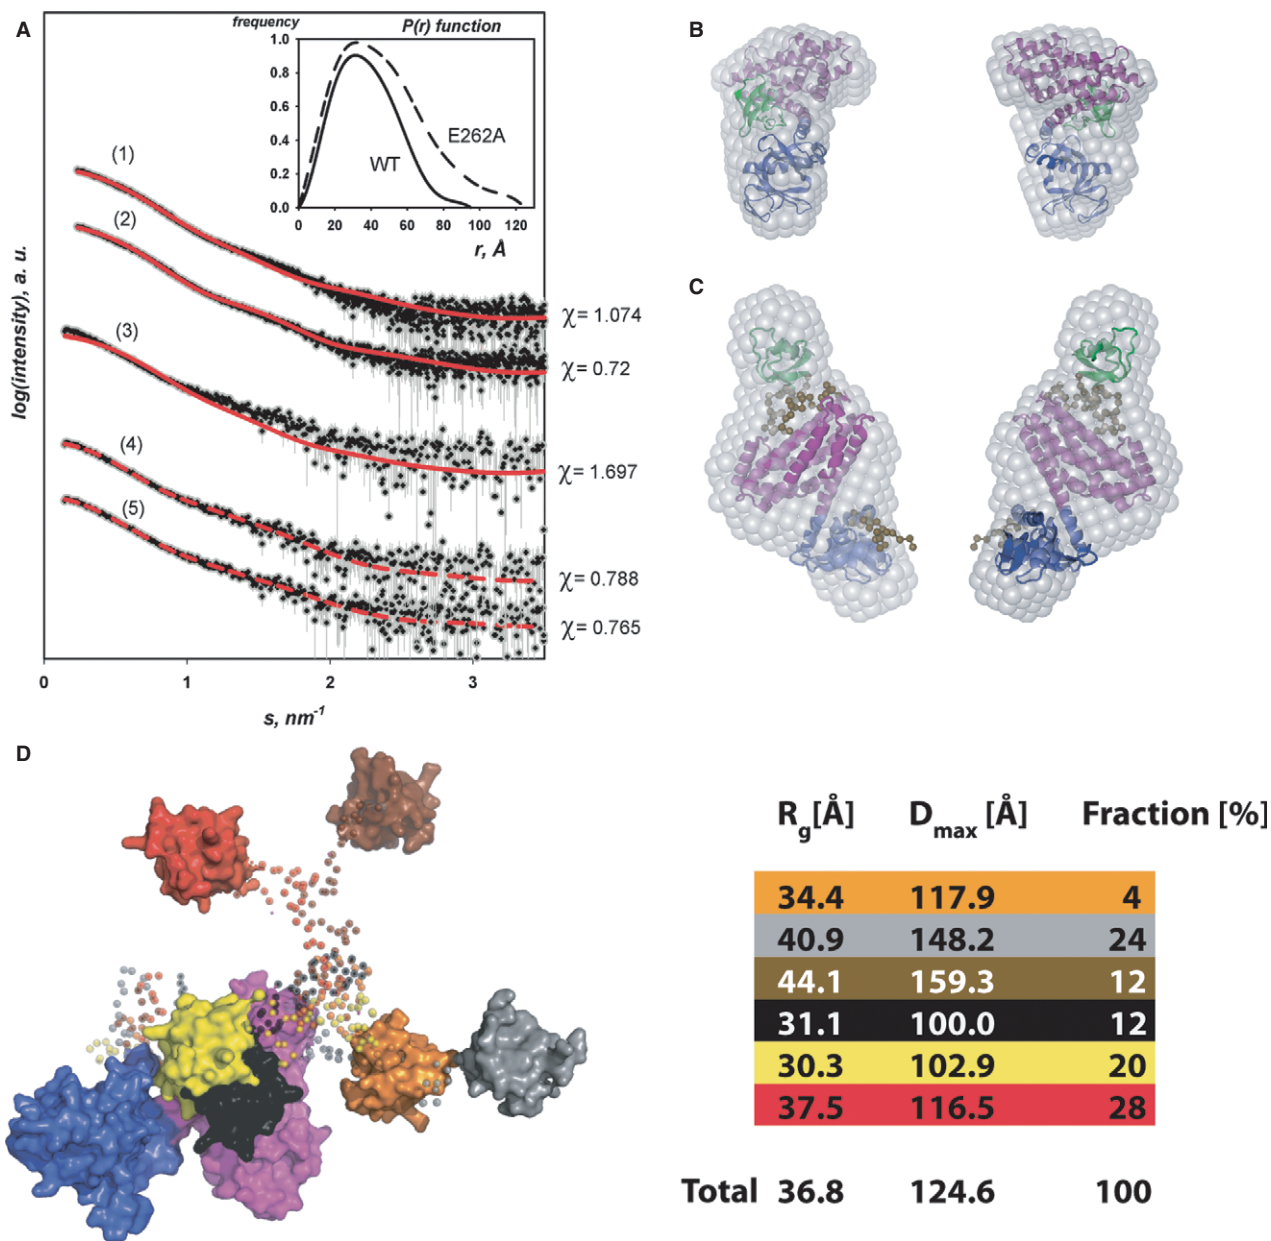 A
frequency
P(r) function
1.0
0.8
0.6
0.4
0.2
0.0
E262A
WT
0 20 40 60 80 100 120
r, Å
(1)
(2)
(3)
(4)
(5)
log(intensity), a. u.
χ= 1.074
χ= 0.72
χ= 1.697
χ= 0.788
χ= 0.765
0 1 2 3
s, nm⁻¹
B
C
D
Rg[Å] Dmax [Å] Fraction [%]
34.4 117.9 4
40.9 148.2 24
44.1 159.3 12
31.1 100.0 12
30.3 102.9 20
37.5 116.5 28
Total 36.8 124.6 100